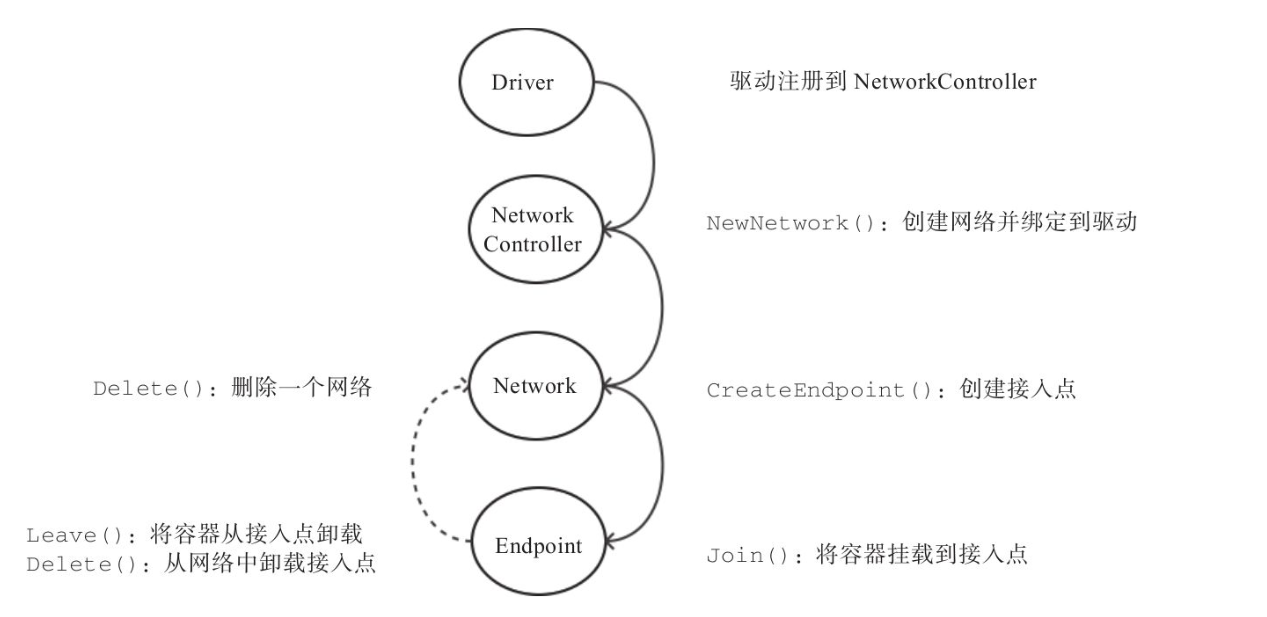 Driver
驱动注册到 NetworkController
Network
Controller
NewNetwork(): 创建网络并绑定到驱动
Delete(): 删除一个网络
Network
CreateEndpoint(): 创建接入点
Leave(): 将容器从接入点卸载
Delete(): 从网络中卸载接入点
Endpoint
Join(): 将容器挂载到接入点